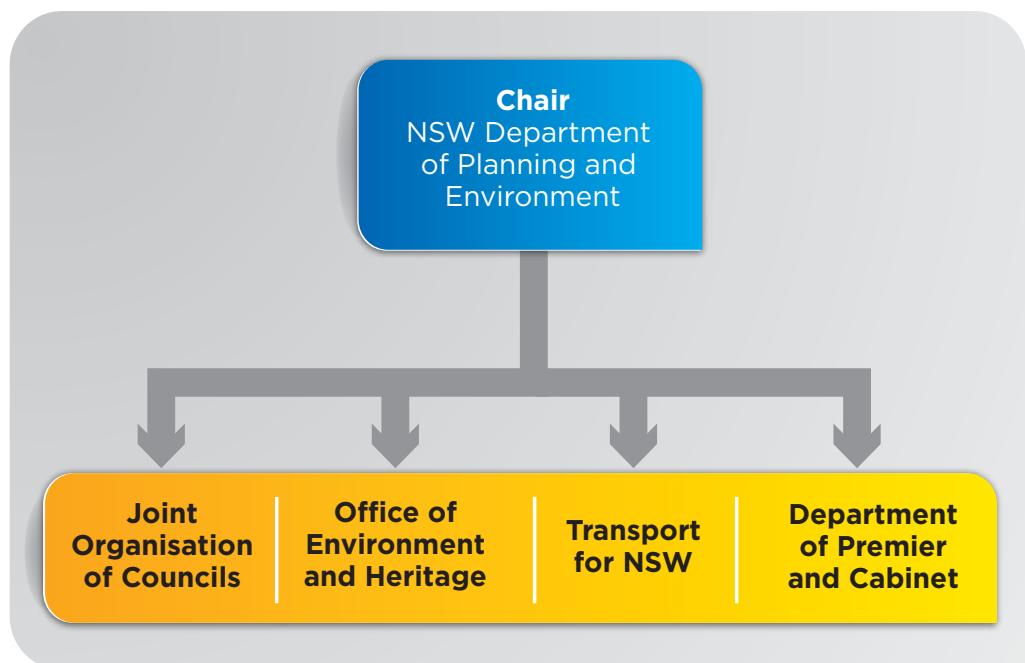 Chair
NSW Department
of Planning and
Environment
Joint
Organisation
of Councils
Office of
Environment
and Heritage
Transport
for NSW
Department
of Premier
and Cabinet